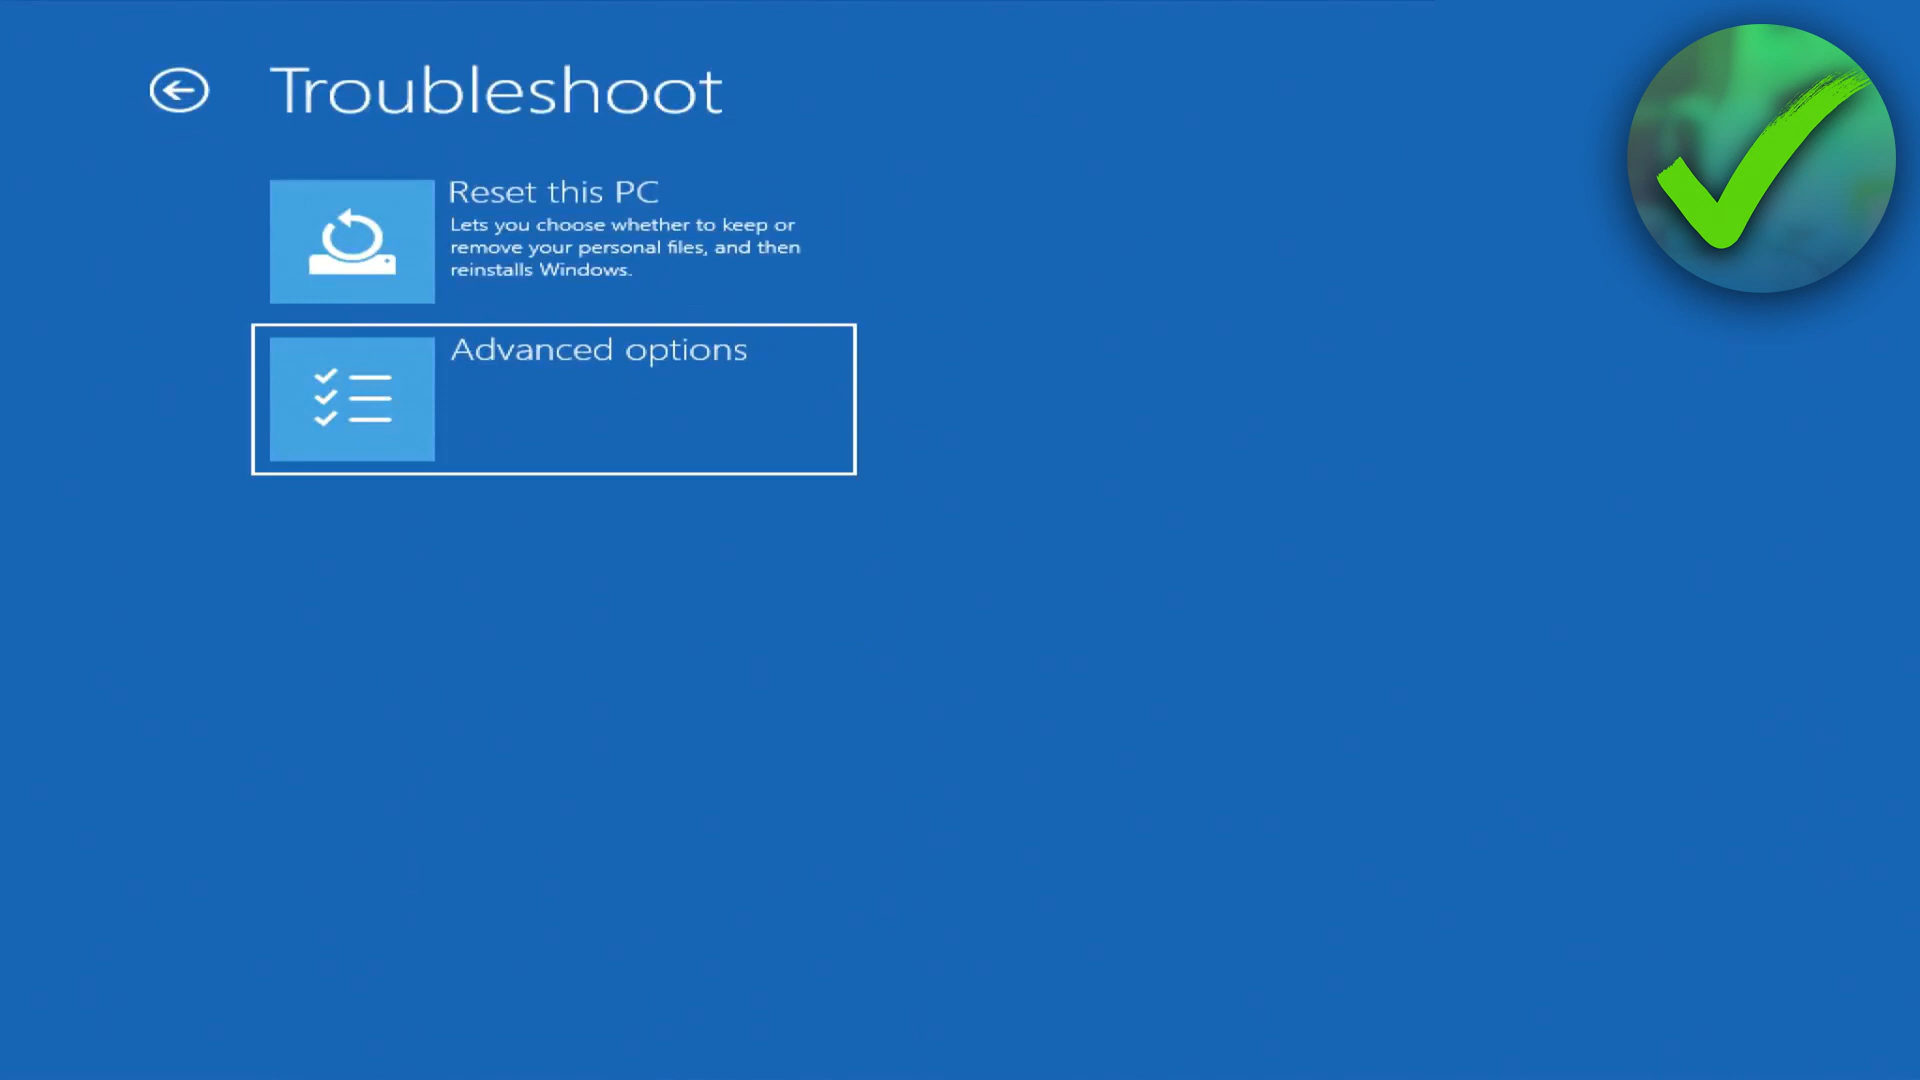 Troubleshoot
Reset this PC
Lets you choose whether to keep or
remove your personal files, and then
reinstalls Windows.
Advanced options